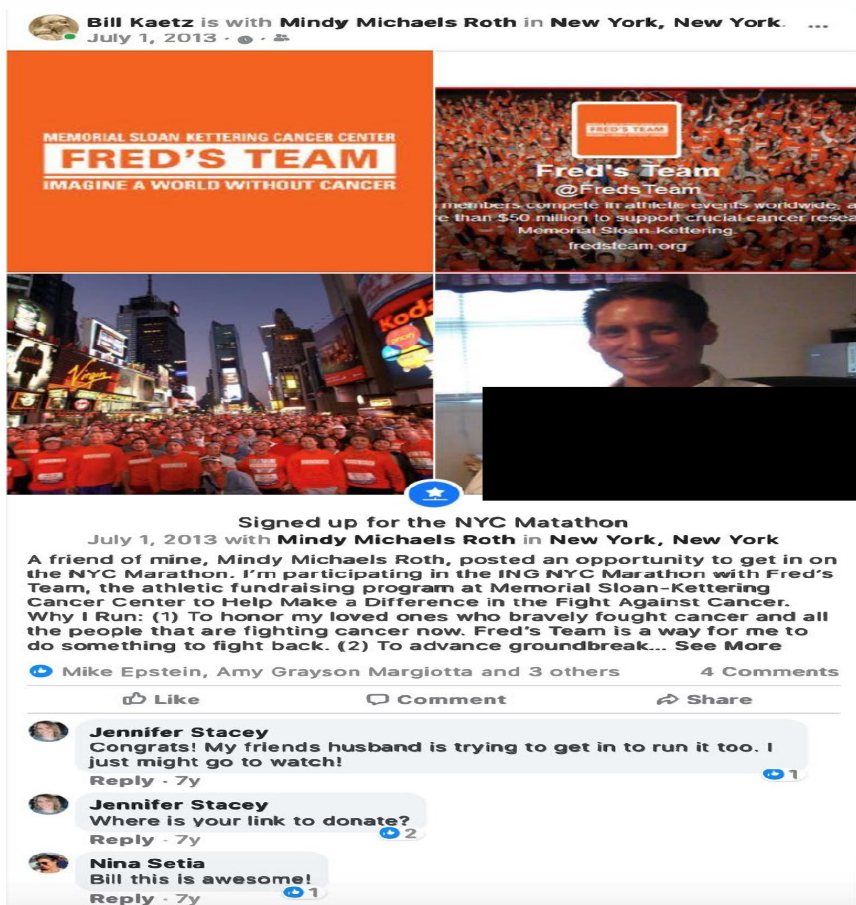 Bill Kaetz is with Mindy Michaels Roth in New York, New York.
July 1, 2013
MEMORIAL SLOAN-KETTERING CANCER CENTER
FRED'S TEAM
IMAGINE A WORLD WITHOUT CANCER
FRED'S TEAM
Fred's Team
@FredsTeam
members compete in athletic events worldwide, a
e than $50 million to support crucial cancer resea
Memorial Sloan-Kettering.
fredsteam.org
Virgin
Koda
Signed up for the NYC Matathon
July 1, 2013 with Mindy Michaels Roth in New York, New York
A friend of mine, Mindy Michaels Roth, posted an opportunity to get in on
the NYC Marathon. I'm participating in the ING NYC Marathon with Fred's
Team, the athletic fundraising program at Memorial Sloan-Kettering
Cancer Center to Help Make a Difference in the Fight Against Cancer.
Why I Run: (1) To honor my loved ones who bravely fought cancer and all
the people that are fighting cancer now. Fred's Team is a way for me to
do something to fight back. (2) To advance groundbreak... See More
Mike Epstein, Amy Grayson Margiotta and 3 others 4 Comments
Like Comment Share
Jennifer Stacey
Congrats! My friends husband is trying to get in to run it too. I
just might go to watch!
Reply · 7y 1
Jennifer Stacey
Where is your link to donate?
Reply · 7y 2
Nina Setia
Bill this is awesome!
Reply · 7y 1